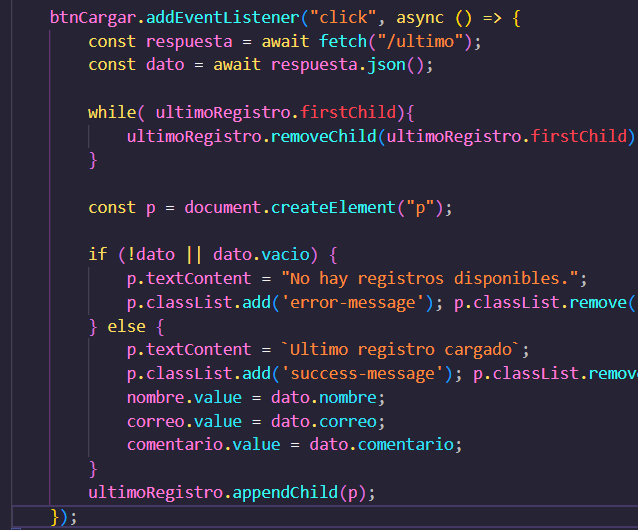 btnCargar.addEventListener("click", async () => {
    const respuesta = await fetch("/ultimo");
    const dato = await respuesta.json();
    while( ultimoRegistro.firstChild){
        ultimoRegistro.removeChild(ultimoRegistro.firstChild)
    }
    const p = document.createElement("p");
    if (!dato || dato.vacio) {
        p.textContent = "No hay registros disponibles.";
        p.classList.add('error-message'); p.classList.remove(
    } else {
        p.textContent = `Ultimo registro cargado`;
        p.classList.add('success-message'); p.classList.remov
        nombre.value = dato.nombre;
        correo.value = dato.correo;
        comentario.value = dato.comentario;
    }
    ultimoRegistro.appendChild(p);
});